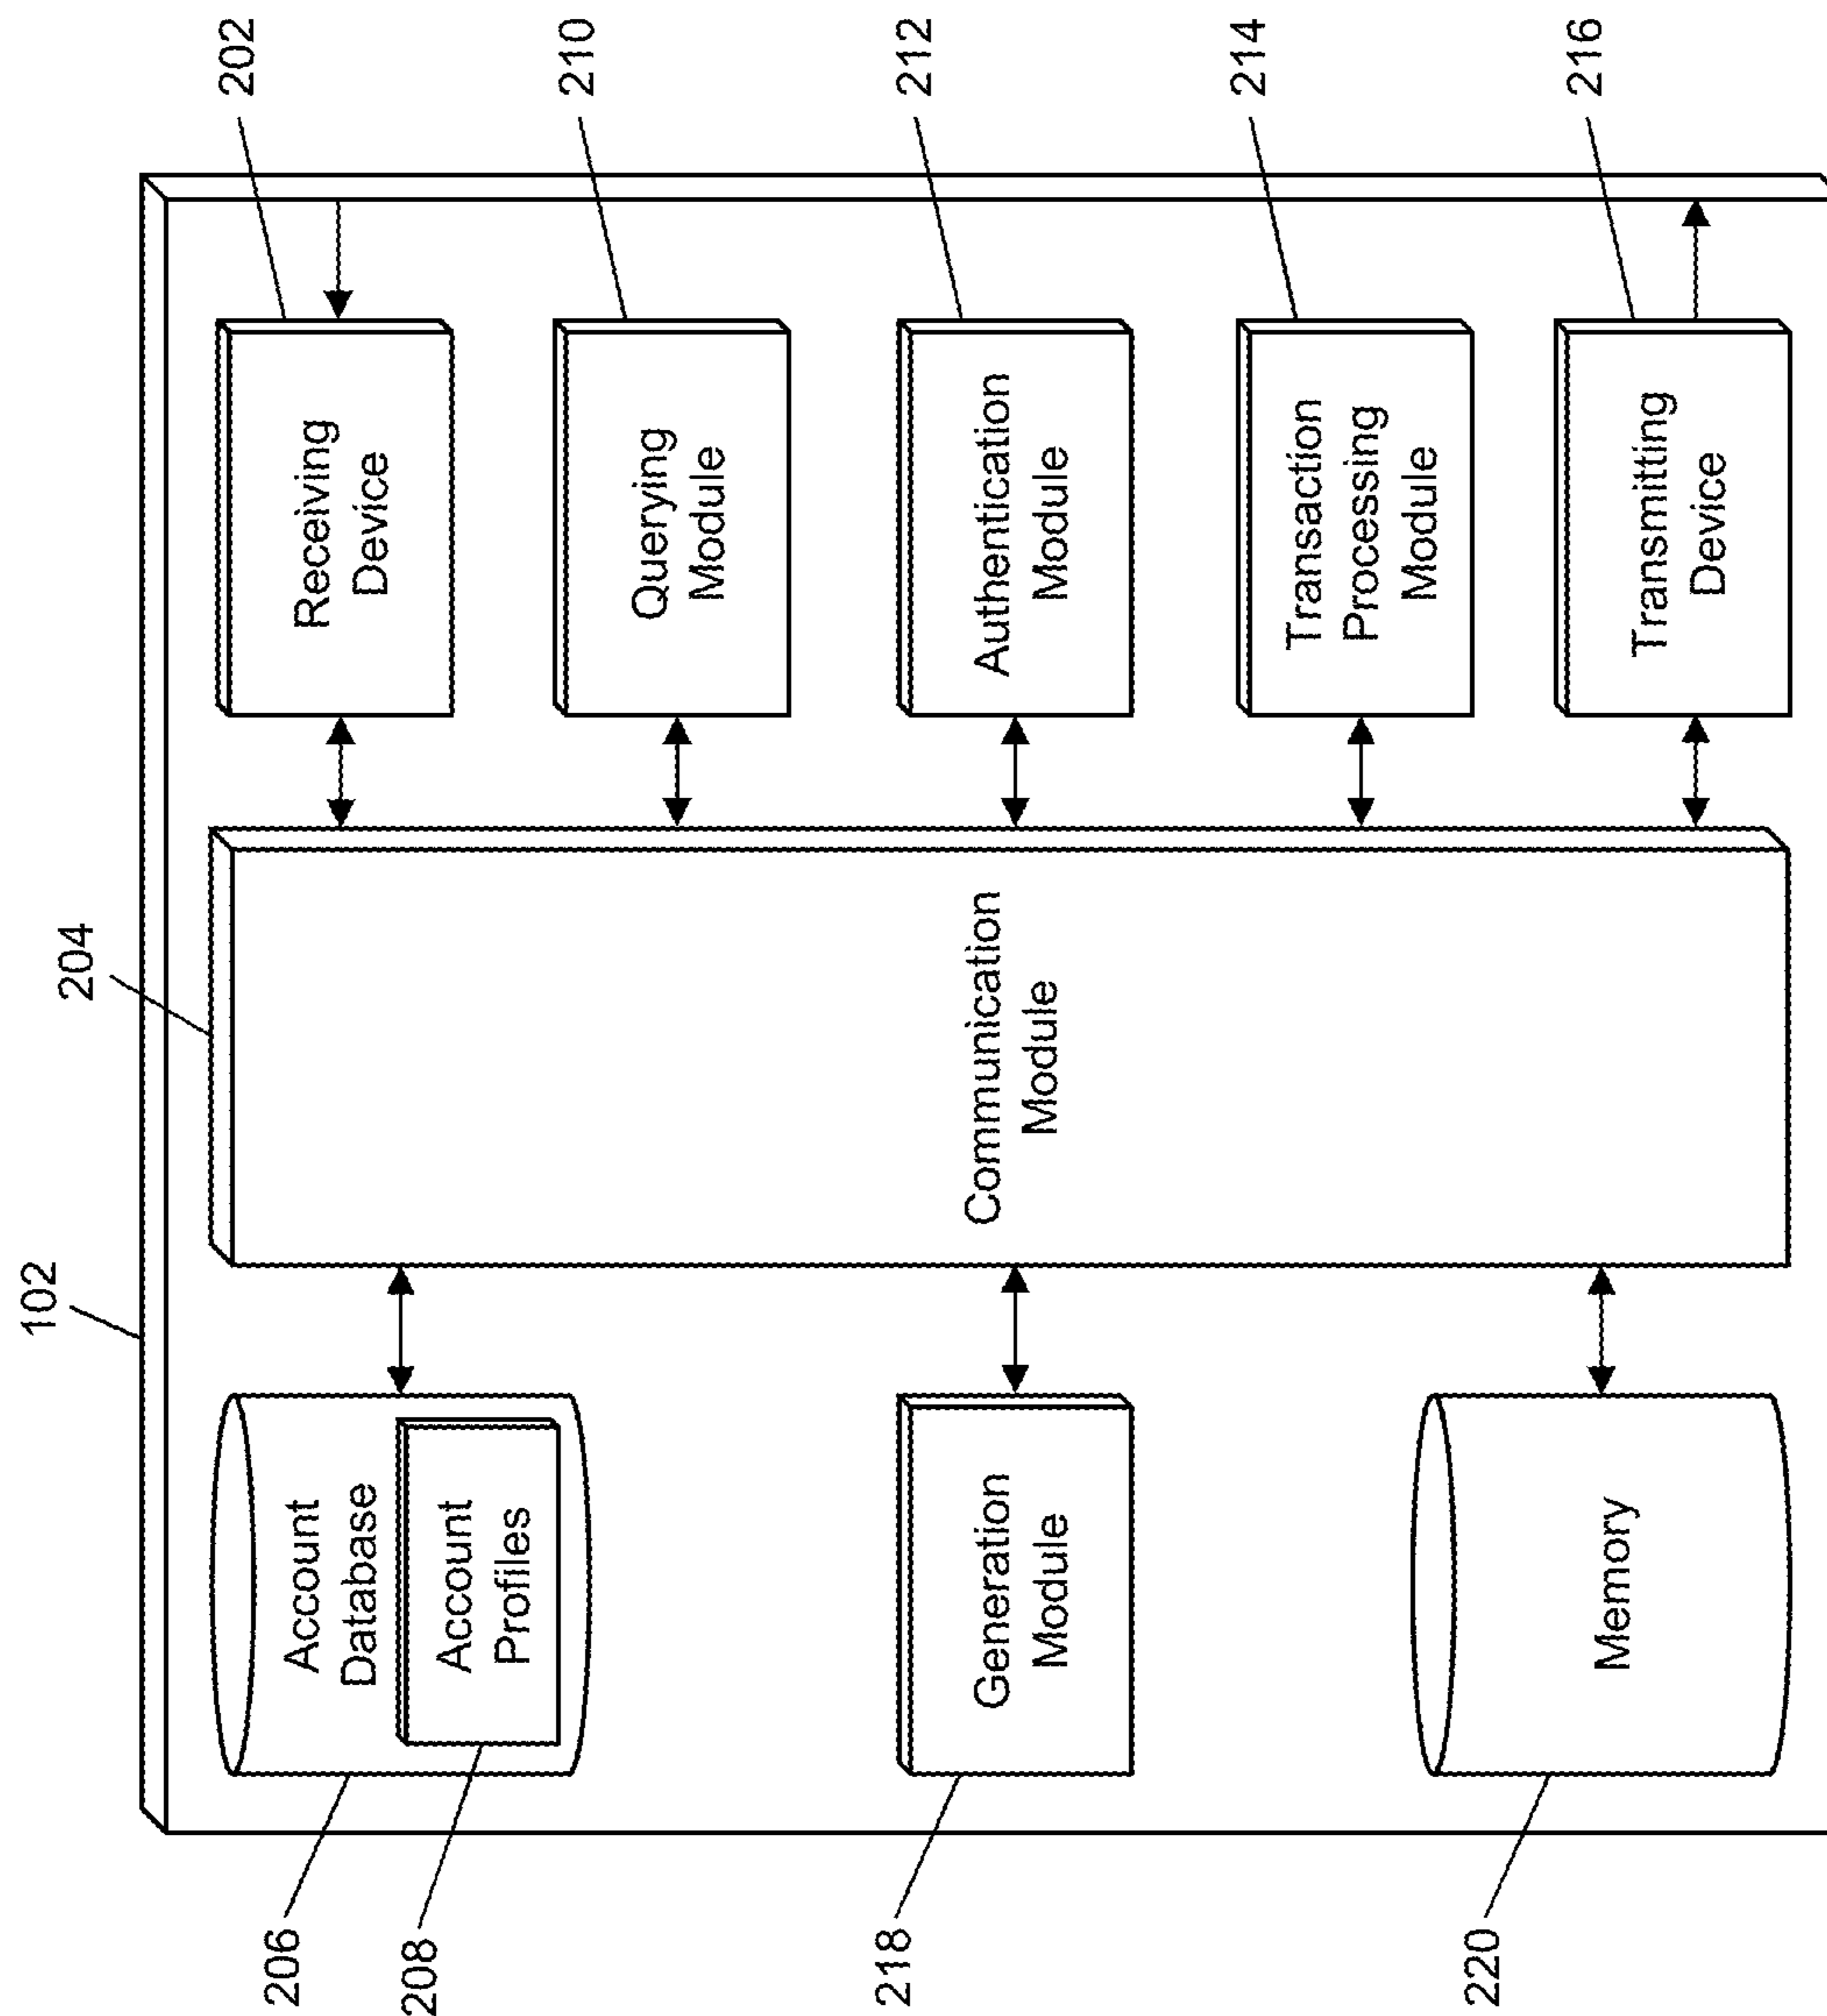 102
204
206
Account
Database
208
Account
Profiles
218
Generation
Module
220
Memory
Communication
Module
Receiving
Device
202
Querying
Module
210
Authentication
Module
212
Transaction
Processing
Module
214
Transmitting
Device
216